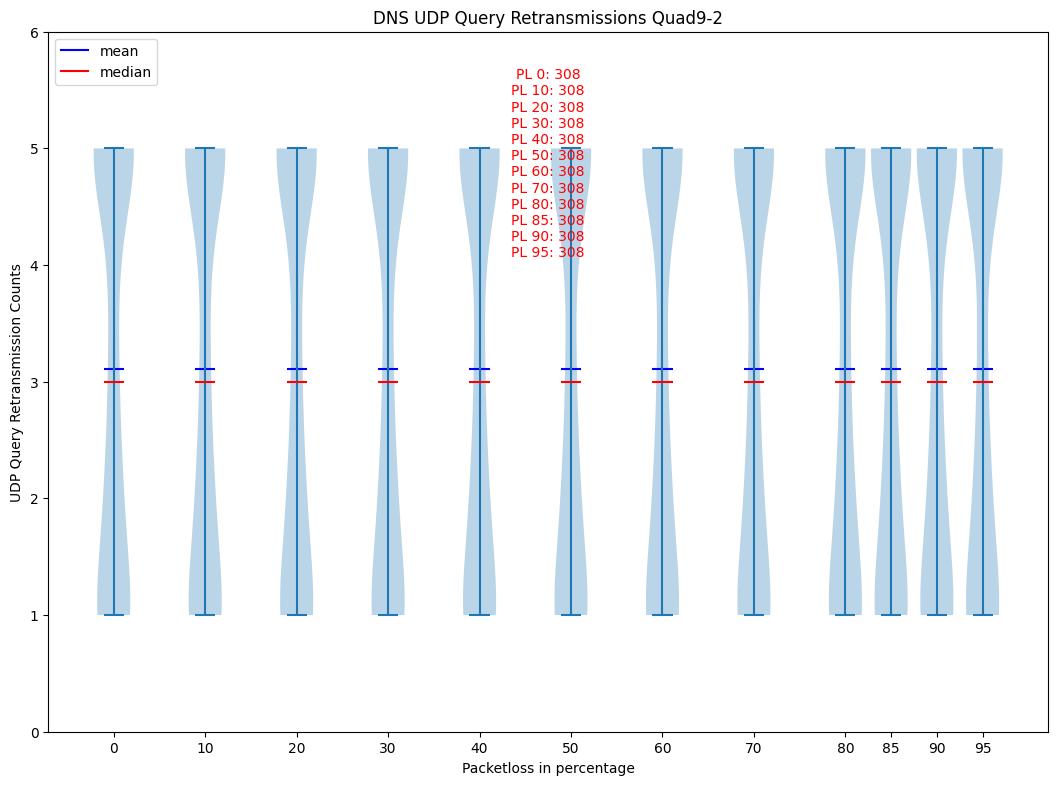 DNS UDP Query Retransmissions Quad9-2
mean
median
PL 0: 308
PL 10: 308
PL 20: 308
PL 30: 308
PL 40: 308
PL 50: 308
PL 60: 308
PL 70: 308
PL 80: 308
PL 85: 308
PL 90: 308
PL 95: 308
UDP Query Retransmission Counts
6
5
4
3
2
1
0
0 10 20 30 40 50 60 70 80 85 90 95
Packetloss in percentage